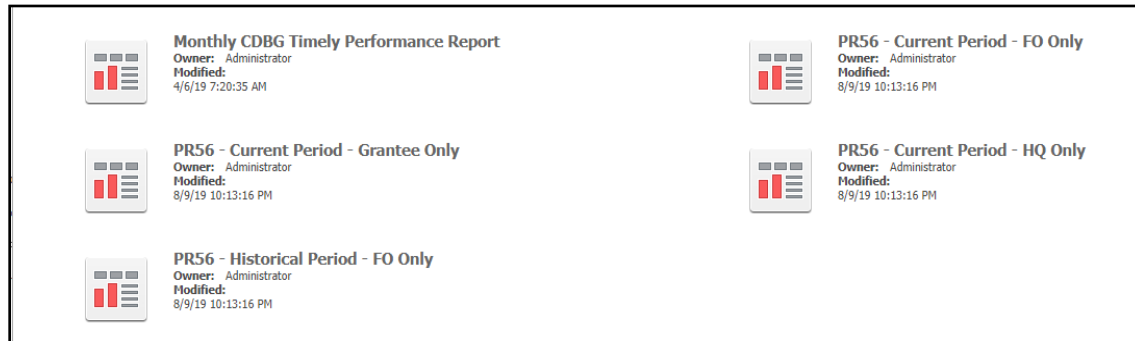 Monthly CDBG Timely Performance Report
Owner: Administrator
Modified:
4/6/19 7:20:35 AM
PR56 - Current Period - FO Only
Owner: Administrator
Modified:
8/9/19 10:13:16 PM
PR56 - Current Period - Grantee Only
Owner: Administrator
Modified:
8/9/19 10:13:16 PM
PR56 - Current Period - HQ Only
Owner: Administrator
Modified:
8/9/19 10:13:16 PM
PR56 - Historical Period - FO Only
Owner: Administrator
Modified:
8/9/19 10:13:16 PM